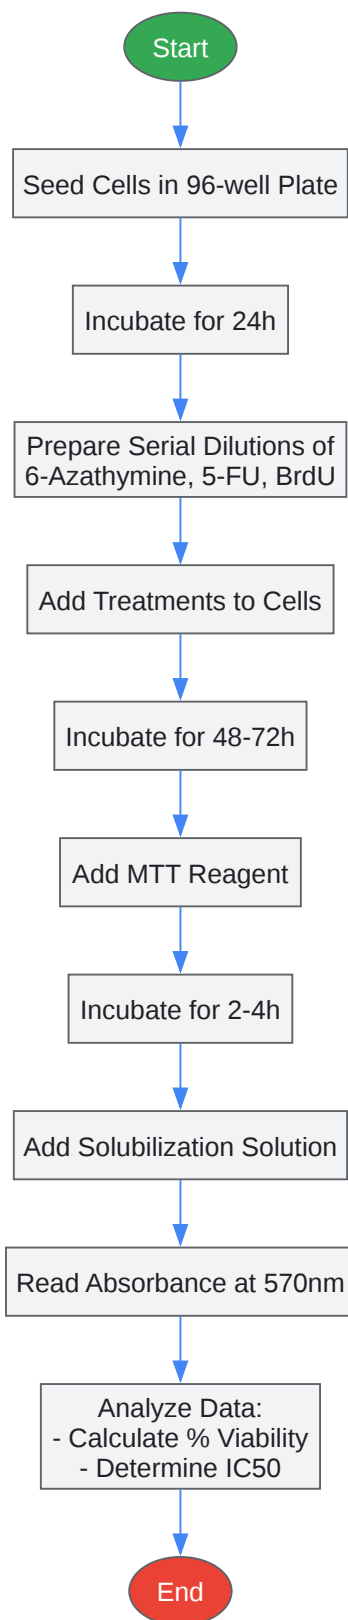 Start
Seed Cells in 96-well Plate
Incubate for 24h
Prepare Serial Dilutions of
6-Azathymine, 5-FU, BrdU
Add Treatments to Cells
Incubate for 48-72h
Add MTT Reagent
Incubate for 2-4h
Add Solubilization Solution
Read Absorbance at 570nm
Analyze Data:
- Calculate % Viability
- Determine IC50
End